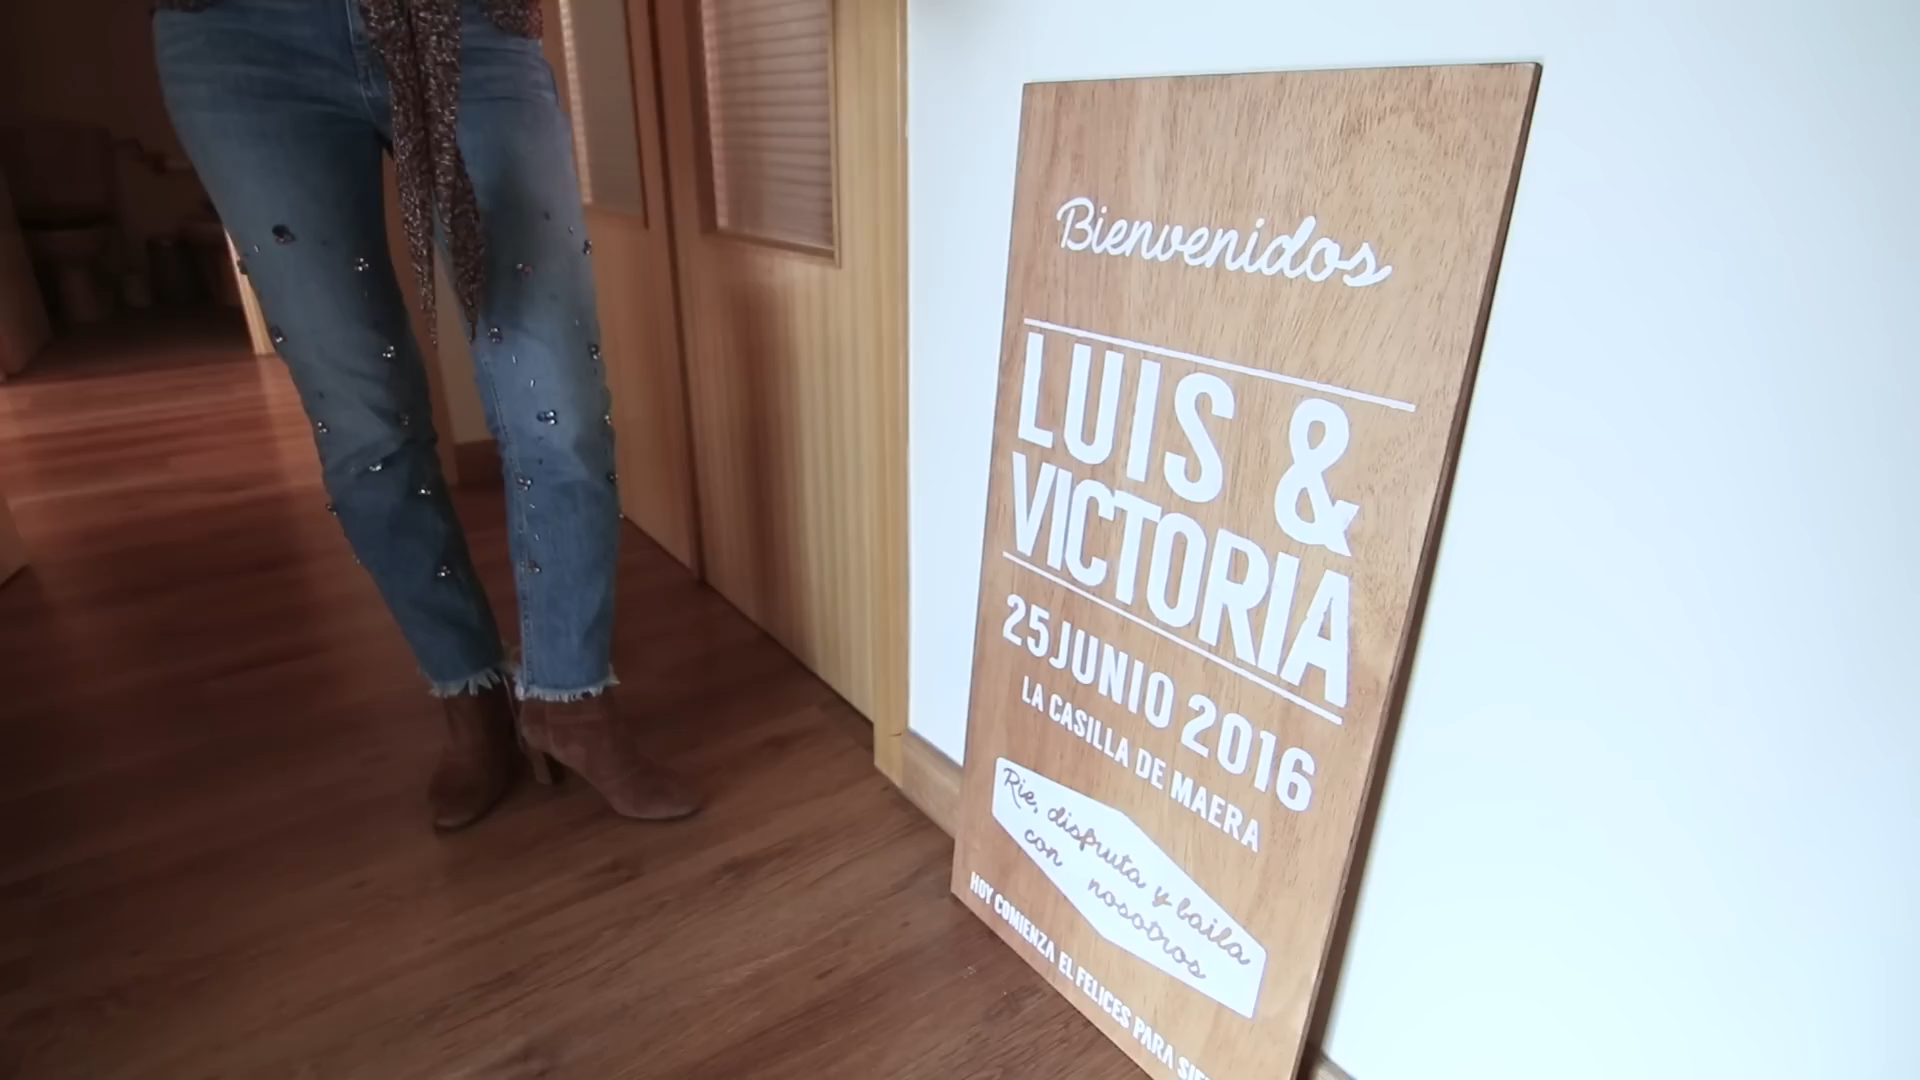 Bienvenidos
LUIS &
VICTORIA
25 JUNIO 2016
LA CASILLA DE MAERA
Rie, disfruta y baila
con nosotros
HOY COMIENZA EL FELICES PARA